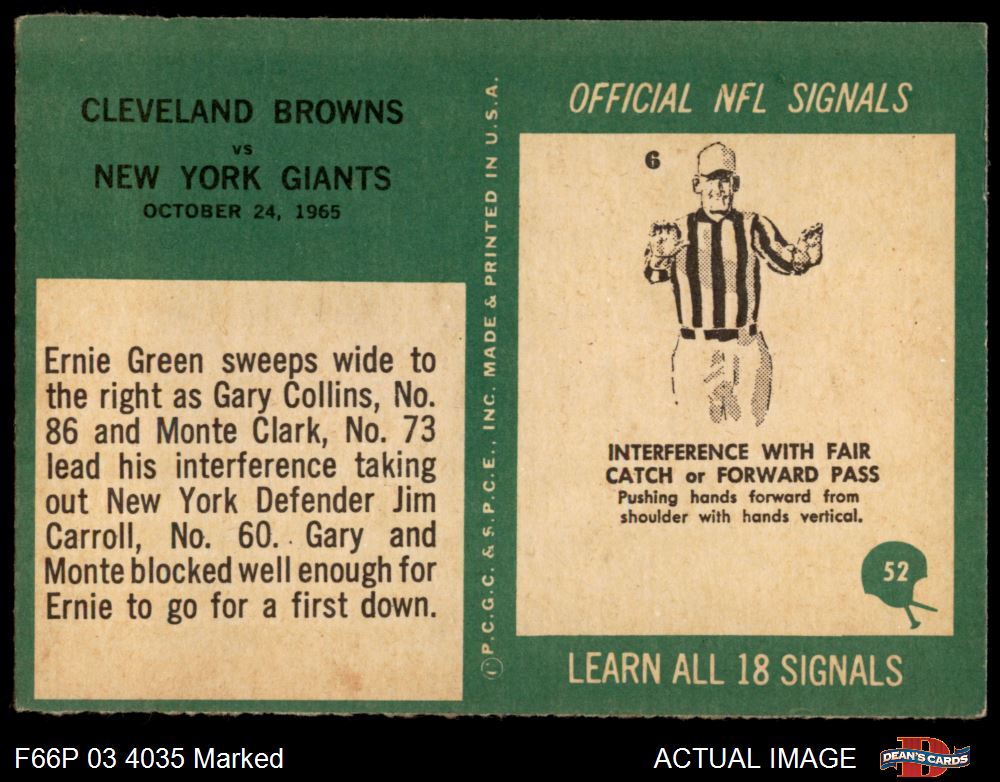 CLEVELAND BROWNS
vs
NEW YORK GIANTS
OCTOBER 24, 1965
Ernie Green sweeps wide to
the right as Gary Collins, No.
86 and Monte Clark, No. 73
lead his interference taking
out New York Defender Jim
Carroll, No. 60. Gary and
Monte blocked well enough for
Ernie to go for a first down.
©P.C.G.C. & S.P.C.E., INC. MADE & PRINTED IN U.S.A.
OFFICIAL NFL SIGNALS
6
INTERFERENCE WITH FAIR
CATCH or FORWARD PASS
Pushing hands forward from
shoulder with hands vertical.
52
LEARN ALL 18 SIGNALS
F66P 03 4035 Marked
ACTUAL IMAGE
D
DEAN'S CARDS